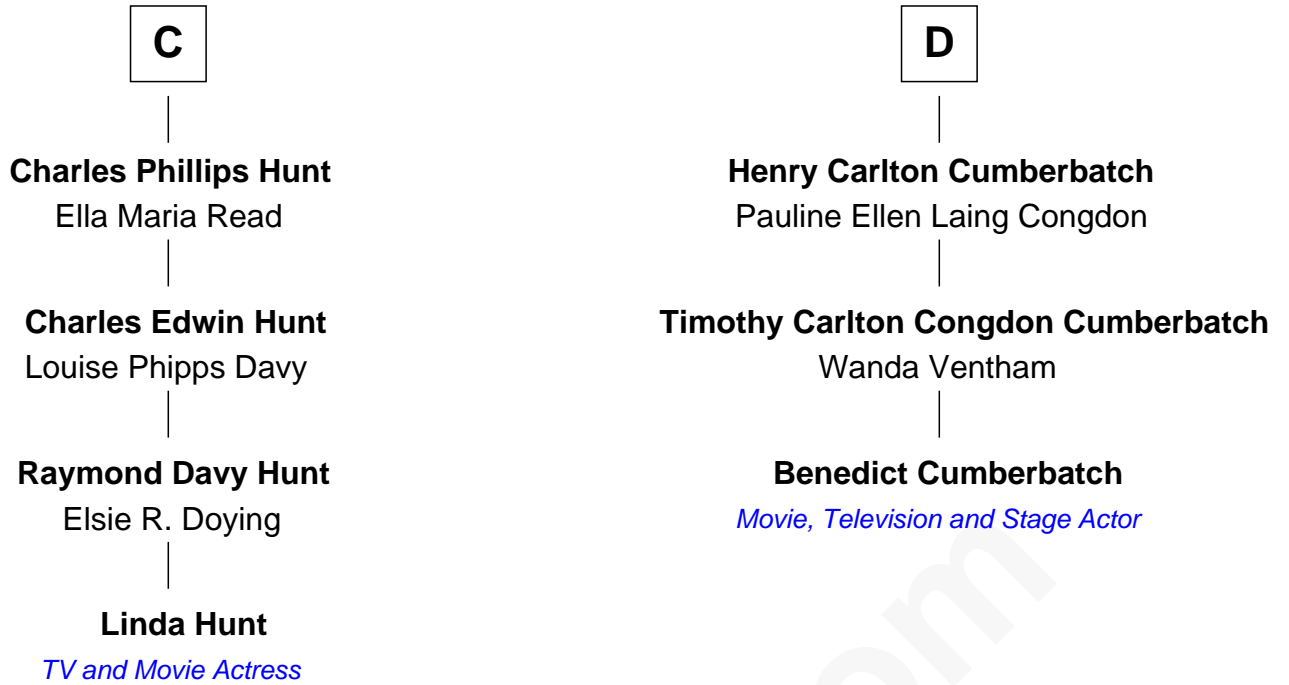 C
D
Charles Phillips Hunt
Ella Maria Read
Henry Carlton Cumberbatch
Pauline Ellen Laing Congdon
Charles Edwin Hunt
Louise Phipps Davy
Timothy Carlton Congdon Cumberbatch
Wanda Ventham
Raymond Davy Hunt
Elsie R. Doying
Benedict Cumberbatch
Movie, Television and Stage Actor
Linda Hunt
TV and Movie Actress
om